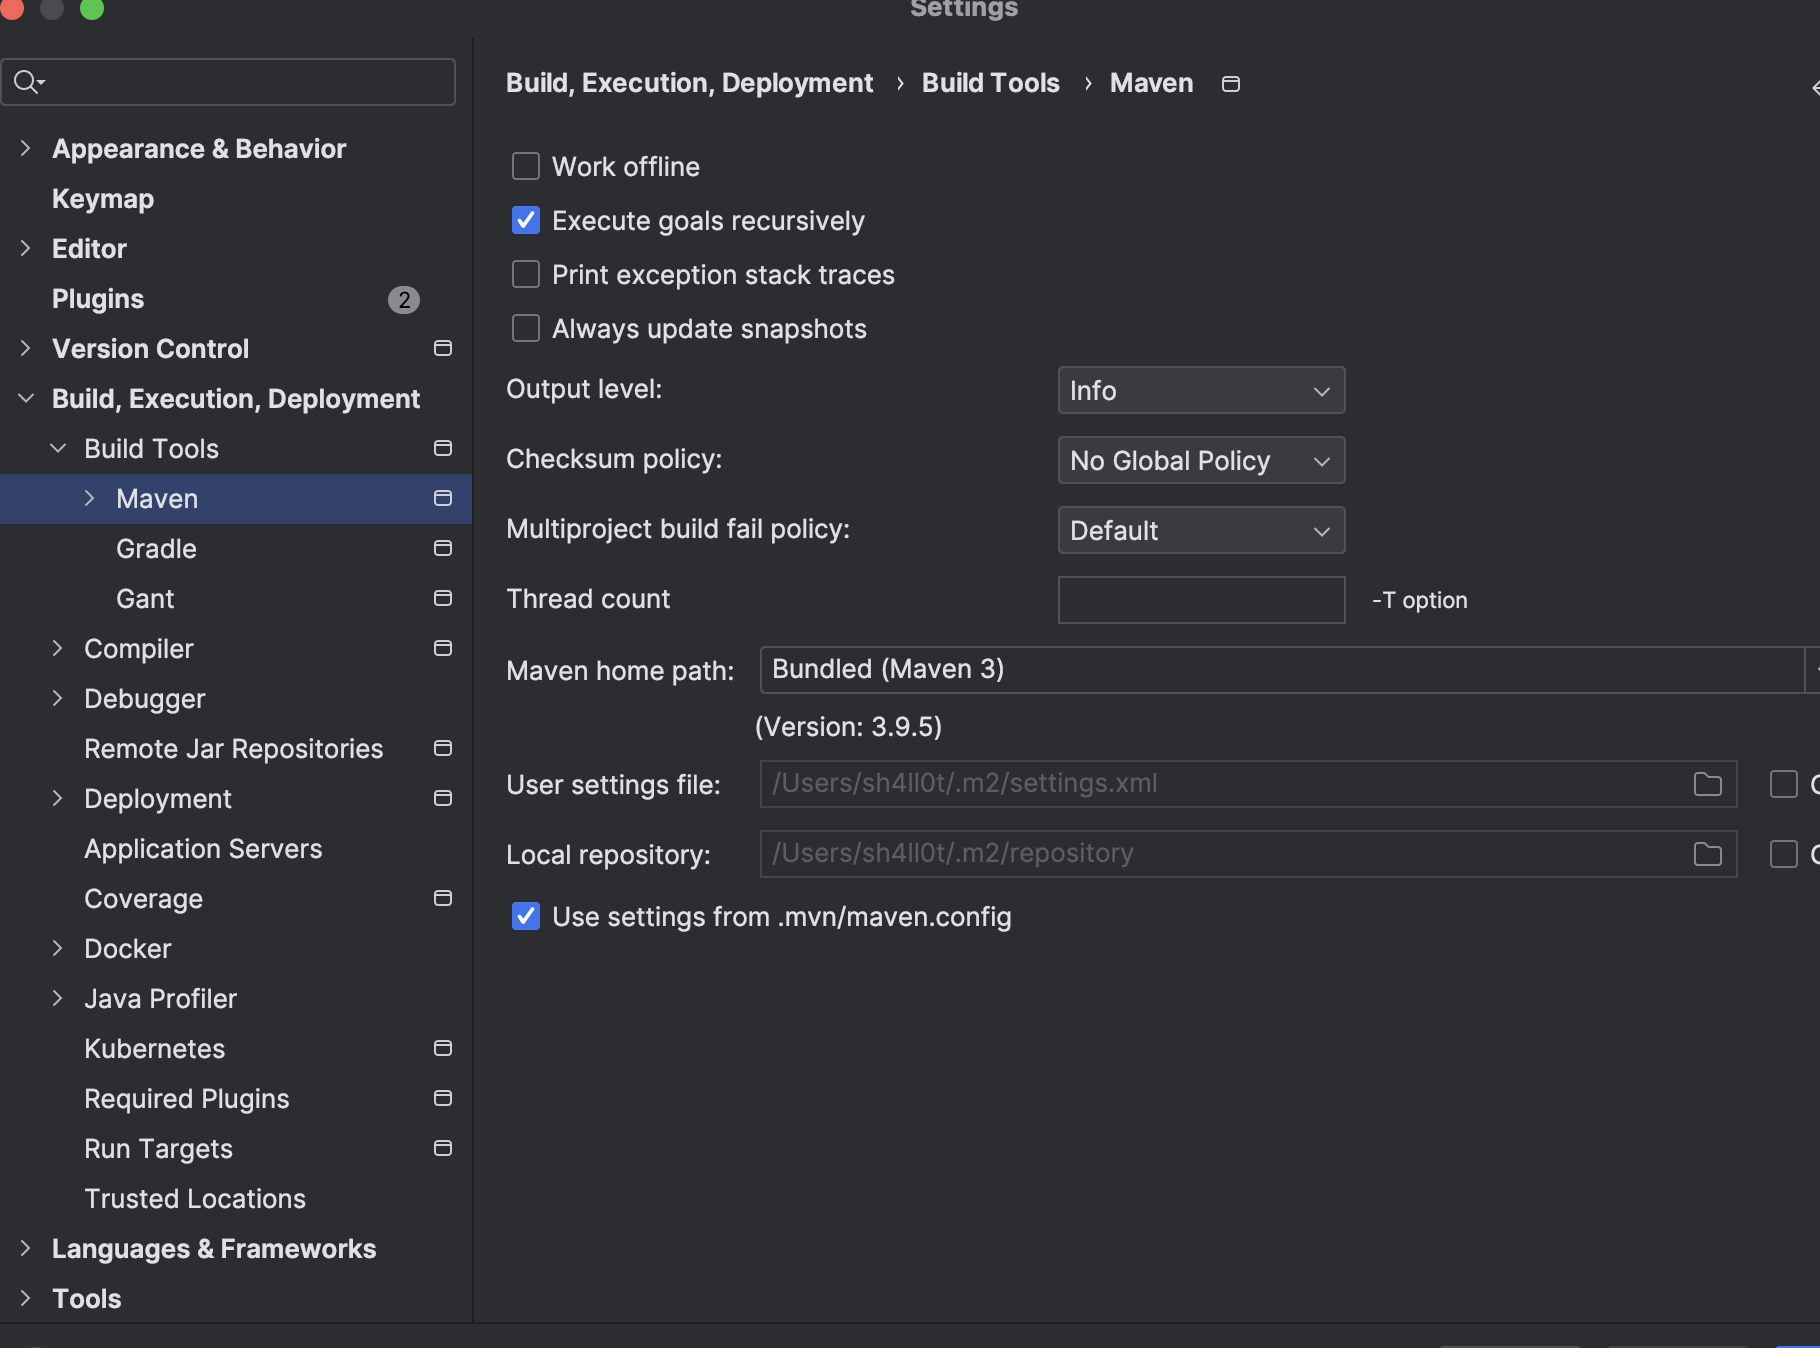 Settings
Appearance & Behavior
Keymap
Editor
Plugins 2
Version Control
Build, Execution, Deployment
Build Tools
Maven
Gradle
Gant
Compiler
Debugger
Remote Jar Repositories
Deployment
Application Servers
Coverage
Docker
Java Profiler
Kubernetes
Required Plugins
Run Targets
Trusted Locations
Languages & Frameworks
Tools
Build, Execution, Deployment › Build Tools › Maven
Work offline
Execute goals recursively
Print exception stack traces
Always update snapshots
Output level: Info
Checksum policy: No Global Policy
Multiproject build fail policy: Default
Thread count -T option
Maven home path: Bundled (Maven 3)
(Version: 3.9.5)
User settings file: /Users/sh4ll0t/.m2/settings.xml
Local repository: /Users/sh4ll0t/.m2/repository
Use settings from .mvn/maven.config